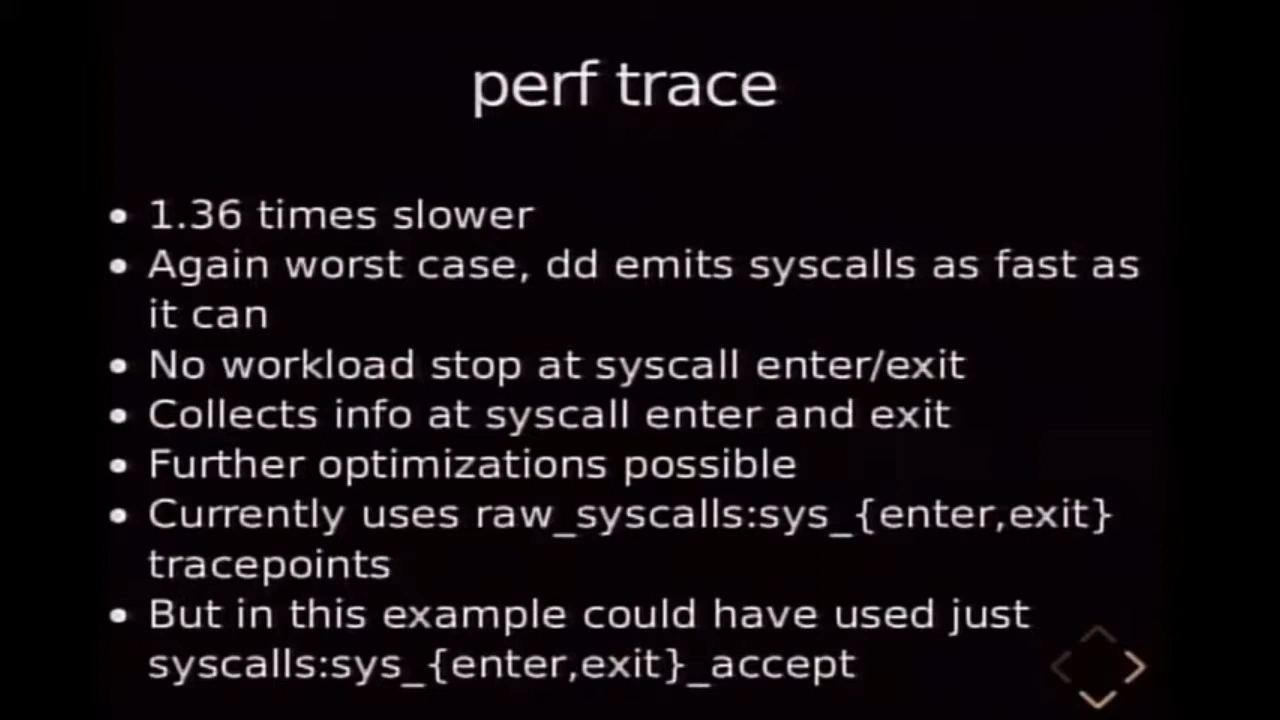 perf trace
• 1.36 times slower
• Again worst case, dd emits syscalls as fast as
it can
• No workload stop at syscall enter/exit
• Collects info at syscall enter and exit
• Further optimizations possible
• Currently uses raw_syscalls:sys_{enter,exit}
tracepoints
• But in this example could have used just
syscalls:sys_{enter,exit}_accept